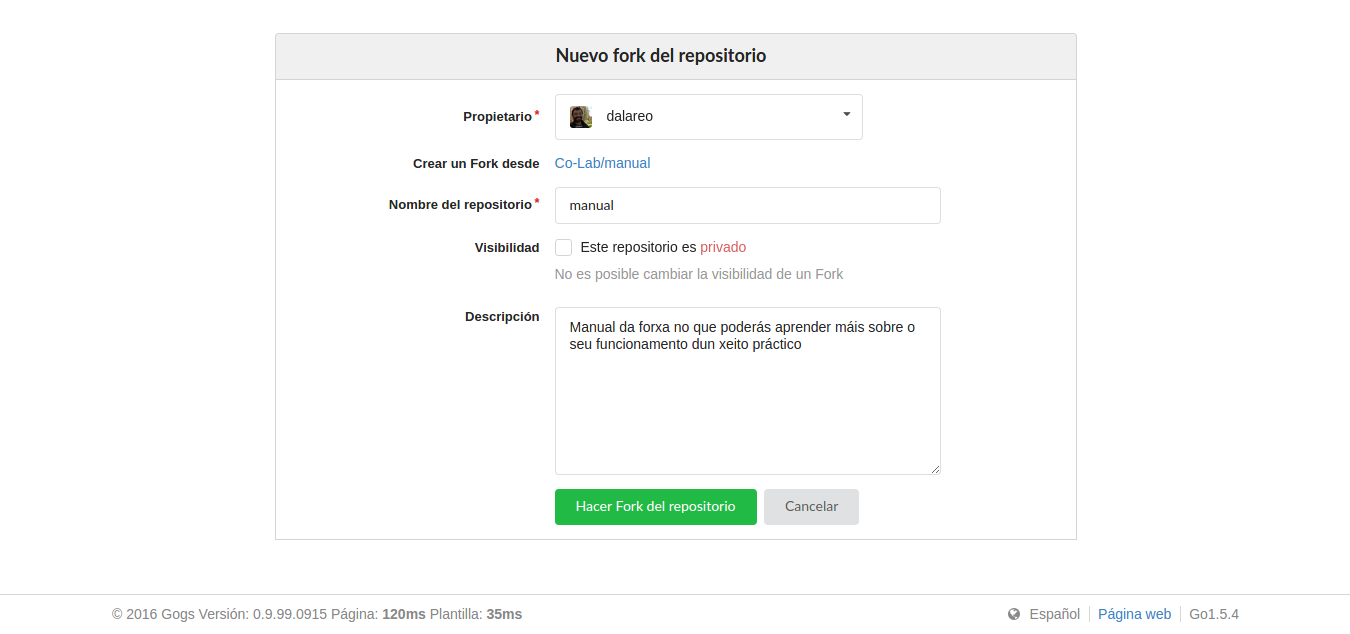 Nuevo fork del repositorio
Propietario* dalareo
Crear un Fork desde Co-Lab/manual
Nombre del repositorio* manual
Visibilidad Este repositorio es privado
No es posible cambiar la visibilidad de un Fork
Descripción Manual da forxa no que poderás aprender máis sobre o
seu funcionamento dun xeito práctico
Hacer Fork del repositorio Cancelar
© 2016 Gogs Versión: 0.9.99.0915 Página: 120ms Plantilla: 35ms Español Página web Go1.5.4